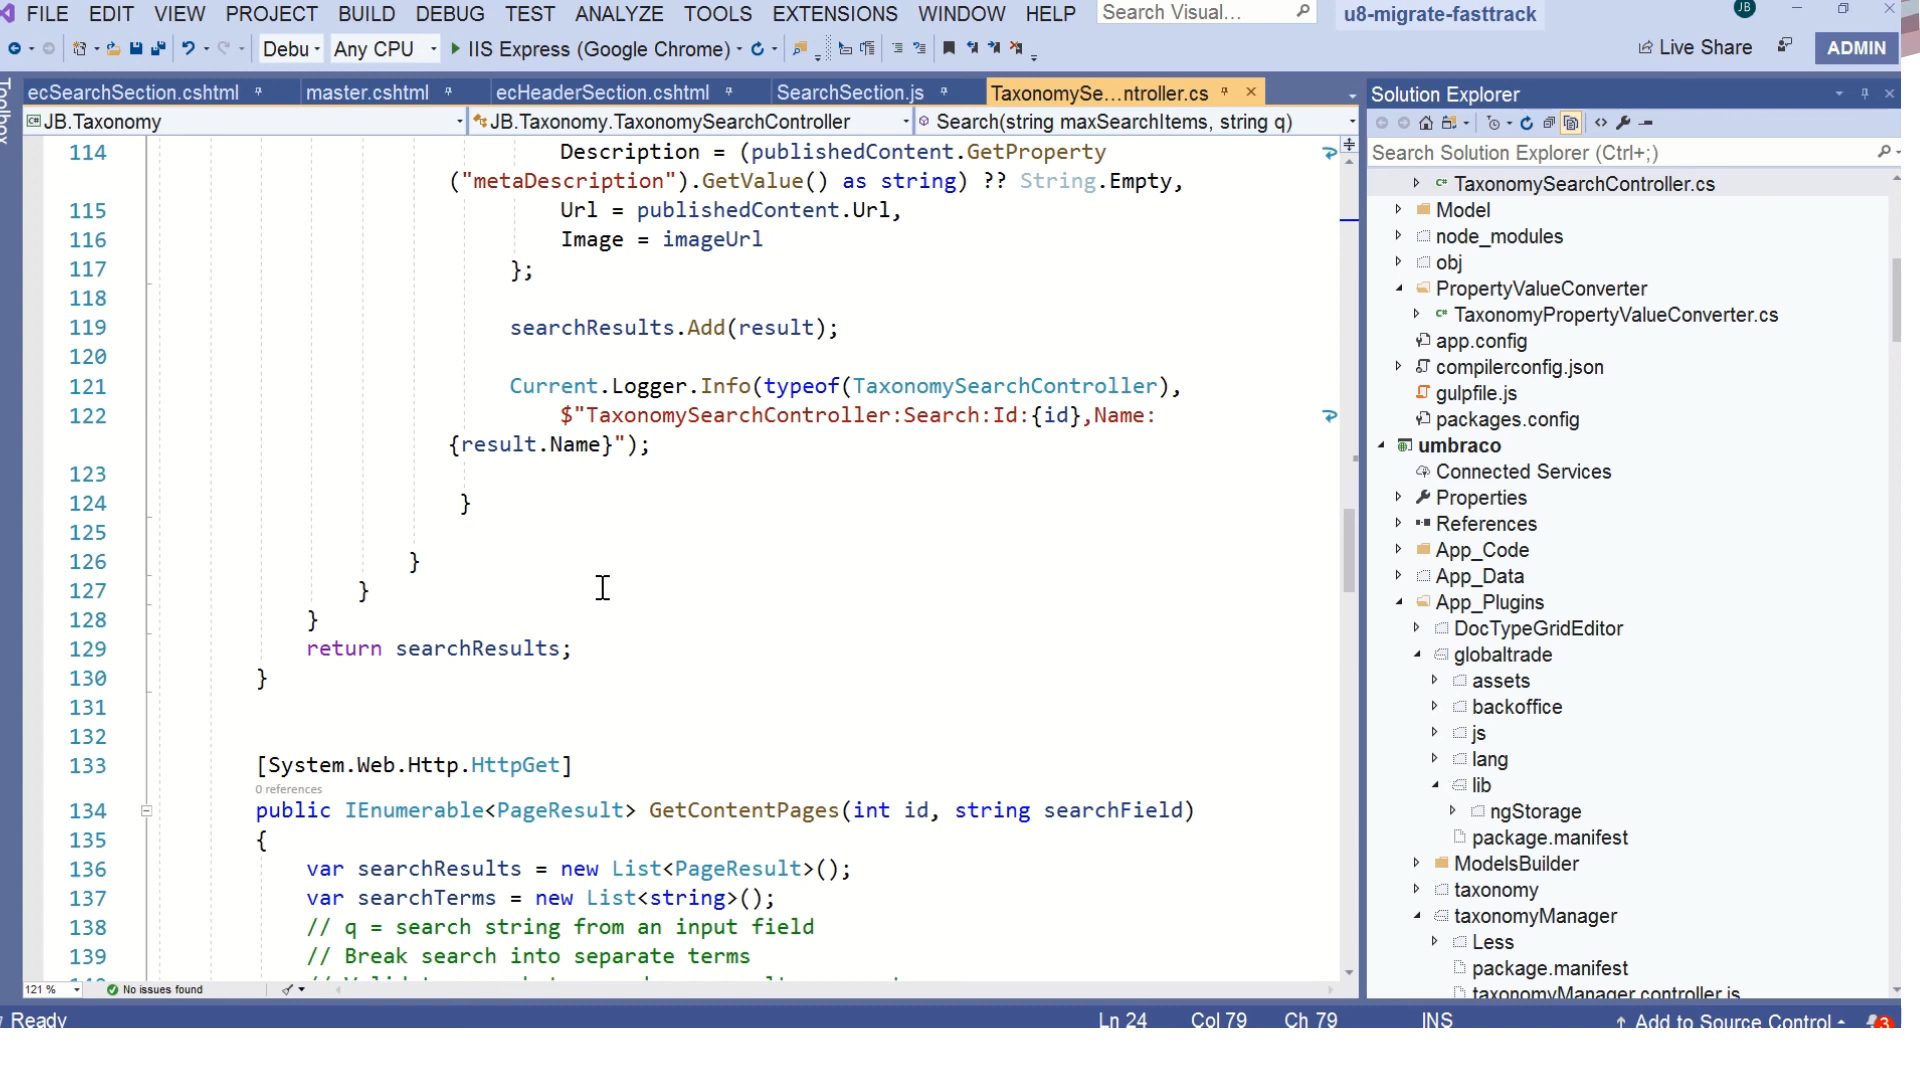 FILE EDIT VIEW PROJECT BUILD DEBUG TEST ANALYZE TOOLS EXTENSIONS WINDOW HELP Search Visual... u8-migrate-fasttrack JB
Debu Any CPU IIS Express (Google Chrome) Live Share ADMIN
Toolbox
ecSearchSection.cshtml master.cshtml ecHeaderSection.cshtml SearchSection.js TaxonomySe...ntroller.cs
JB.Taxonomy JB.Taxonomy.TaxonomySearchController Search(string maxSearchItems, string q)
114 Description = (publishedContent.GetProperty
("metaDescription").GetValue() as string) ?? String.Empty,
115 Url = publishedContent.Url,
116 Image = imageUrl
117 };
118
119 searchResults.Add(result);
120
121 Current.Logger.Info(typeof(TaxonomySearchController),
122 $"TaxonomySearchController:Search:Id:{id},Name:
{result.Name}");
123
124 }
125
126 }
127 }
128 }
129 return searchResults;
130 }
131
132
133 [System.Web.Http.HttpGet]
0 references
134 public IEnumerable<PageResult> GetContentPages(int id, string searchField)
135 {
136 var searchResults = new List<PageResult>();
137 var searchTerms = new List<string>();
138 // q = search string from an input field
139 // Break search into separate terms
121 % No issues found
Solution Explorer
Search Solution Explorer (Ctrl+;)
TaxonomySearchController.cs
Model
node_modules
obj
PropertyValueConverter
TaxonomyPropertyValueConverter.cs
app.config
compilerconfig.json
gulpfile.js
packages.config
umbraco
Connected Services
Properties
References
App_Code
App_Data
App_Plugins
DocTypeGridEditor
globaltrade
assets
backoffice
js
lang
lib
ngStorage
package.manifest
ModelsBuilder
taxonomy
taxonomyManager
Less
package.manifest
taxonomyManager.controller.js
Ready Ln 24 Col 79 Ch 79 INS Add to Source Control 3